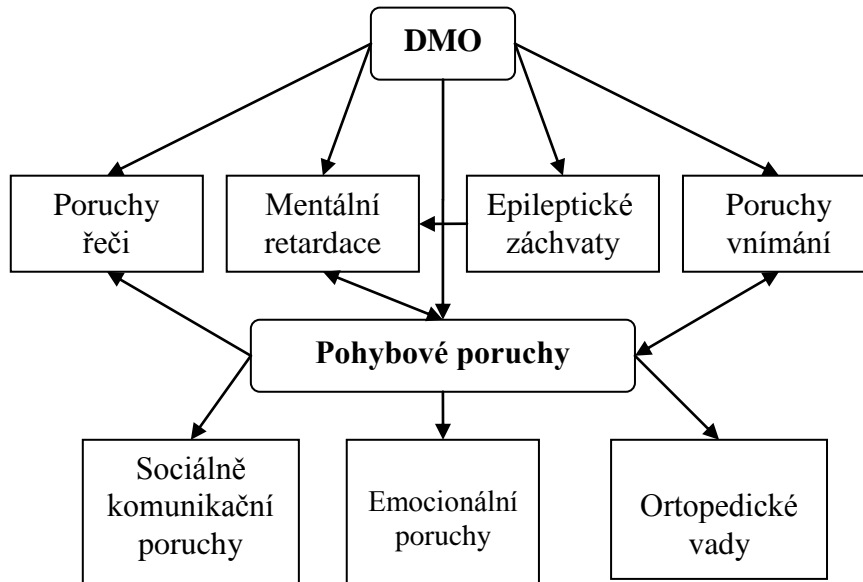 DMO
Poruchy
řeči
Mentální
retardace
Epileptické
záchvaty
Poruchy
vnímání
Pohybové poruchy
Sociálně
komunikační
poruchy
Emocionální
poruchy
Ortopedické
vady